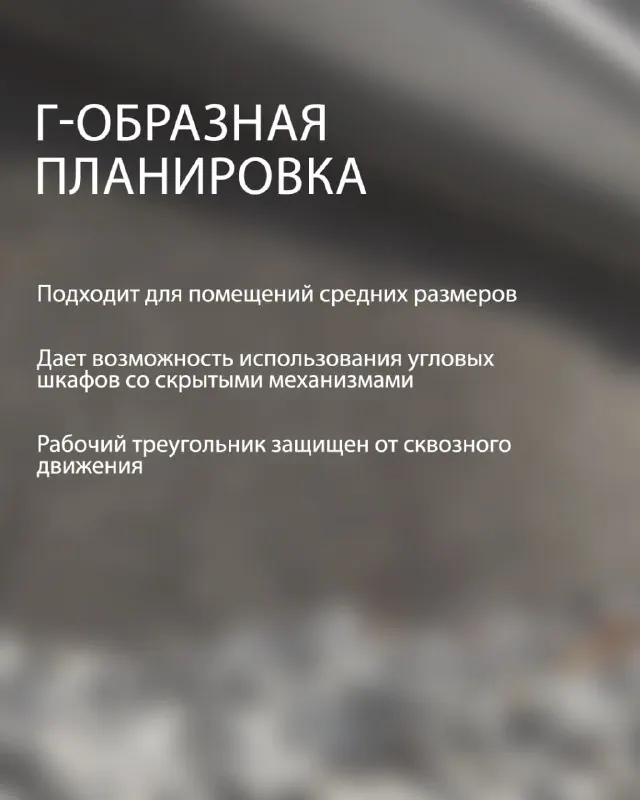 Г-ОБРАЗНАЯ
ПЛАНИРОВКА
Подходит для помещений средних размеров
Дает возможность использования угловых
шкафов со скрытыми механизмами
Рабочий треугольник защищен от сквозного
движения